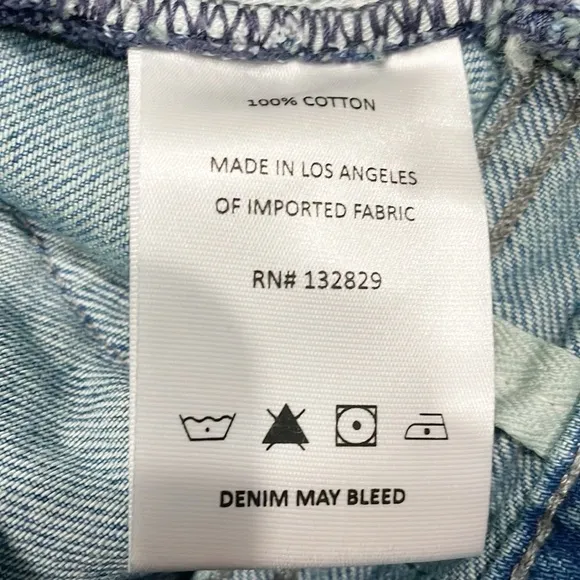 100% COTTON
MADE IN LOS ANGELES
OF IMPORTED FABRIC
RN# 132829
DENIM MAY BLEED